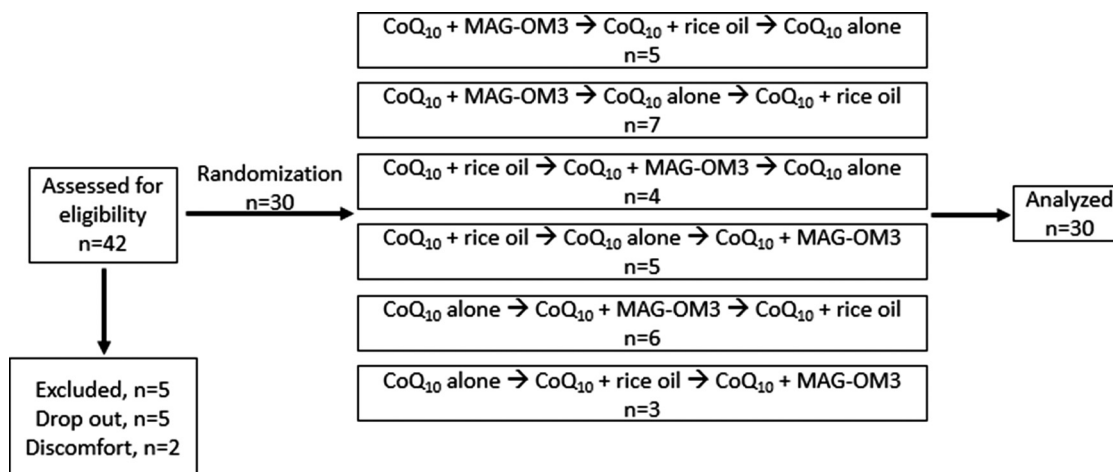 Assessed for
eligibility
n=42
Excluded, n=5
Drop out, n=5
Discomfort, n=2
Randomization
n=30
CoQ₁₀ + MAG-OM3 → CoQ₁₀ + rice oil → CoQ₁₀ alone
n=5
CoQ₁₀ + MAG-OM3 → CoQ₁₀ alone → CoQ₁₀ + rice oil
n=7
CoQ₁₀ + rice oil → CoQ₁₀ + MAG-OM3 → CoQ₁₀ alone
n=4
CoQ₁₀ + rice oil → CoQ₁₀ alone → CoQ₁₀ + MAG-OM3
n=5
CoQ₁₀ alone → CoQ₁₀ + MAG-OM3 → CoQ₁₀ + rice oil
n=6
CoQ₁₀ alone → CoQ₁₀ + rice oil → CoQ₁₀ + MAG-OM3
n=3
Analyzed
n=30